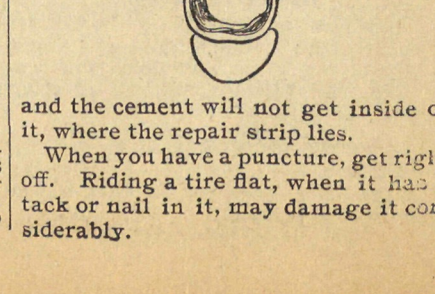 and the cement will not get inside
it, where the repair strip lies.
When you have a puncture, get
off. Riding a tire flat, when it has
tack or nail in it, may damage it
siderably.